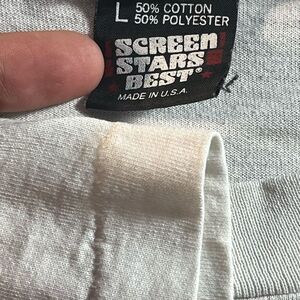 L 50% COTTON
50% POLYESTER
SCREEN
STARS
BEST®
MADE IN U.S.A.